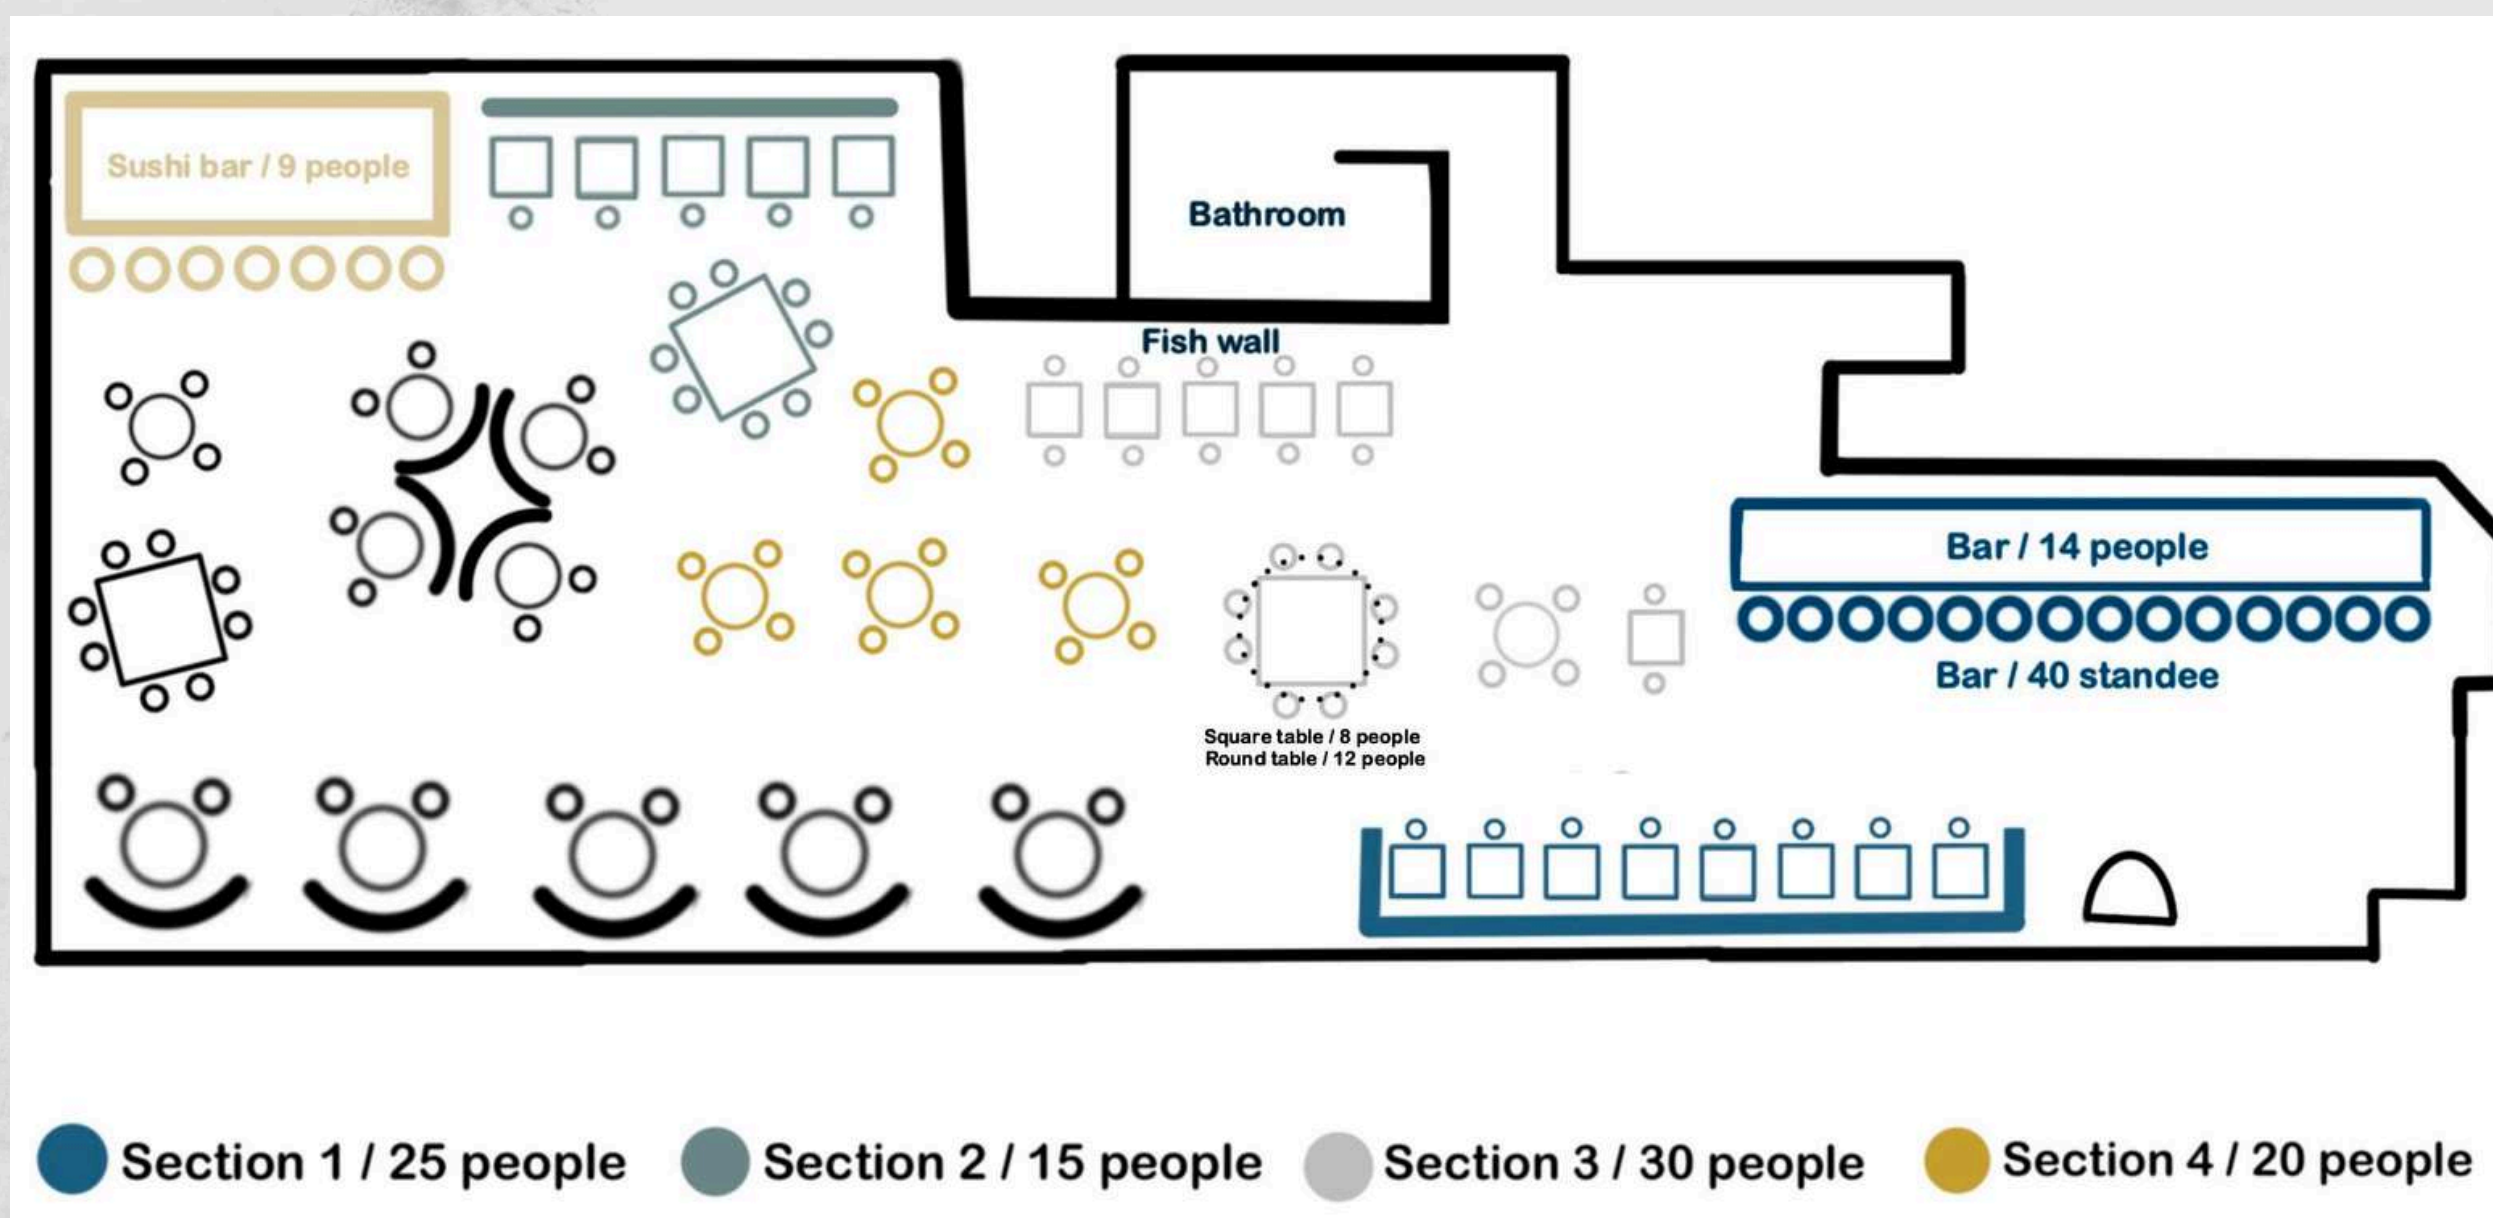 Sushi bar / 9 people
Bathroom
Fish wall
Bar / 14 people
Bar / 40 standee
Square table / 8 people
Round table / 12 people
Section 1 / 25 people
Section 2 / 15 people
Section 3 / 30 people
Section 4 / 20 people